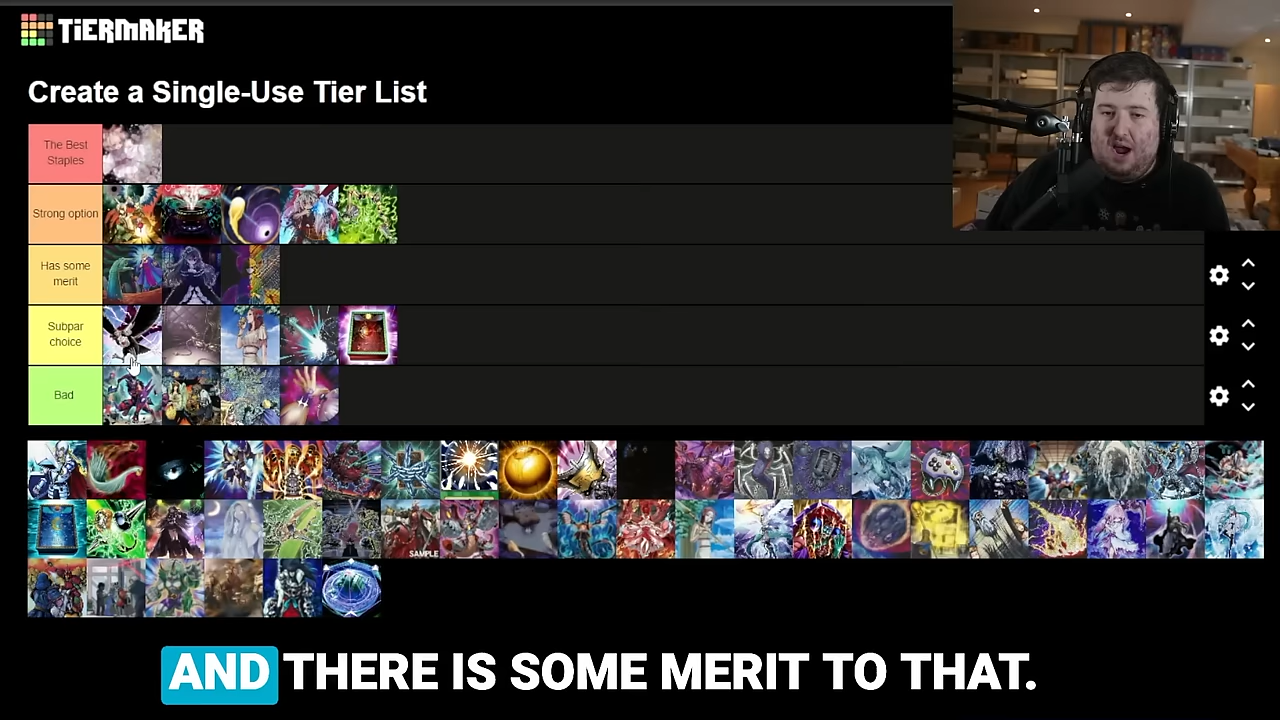 TiERMAKER
Create a Single-Use Tier List
The Best
Staples
Strong option
Has some
merit
Subpar
choice
Bad
SAMPLE
AND THERE IS SOME MERIT TO THAT.